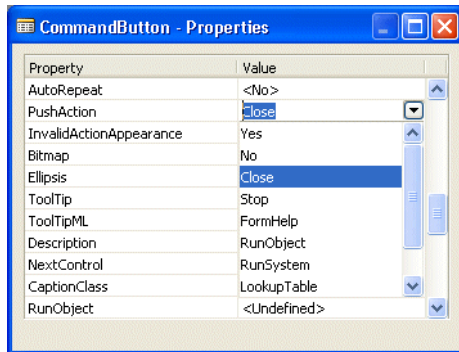 CommandButton - Properties
Property Value
AutoRepeat <No>
PushAction Close
InvalidActionAppearance Yes
Bitmap No
Ellipsis Close
ToolTip Stop
ToolTipML FormHelp
Description RunObject
NextControl RunSystem
CaptionClass LookupTable
RunObject <Undefined>